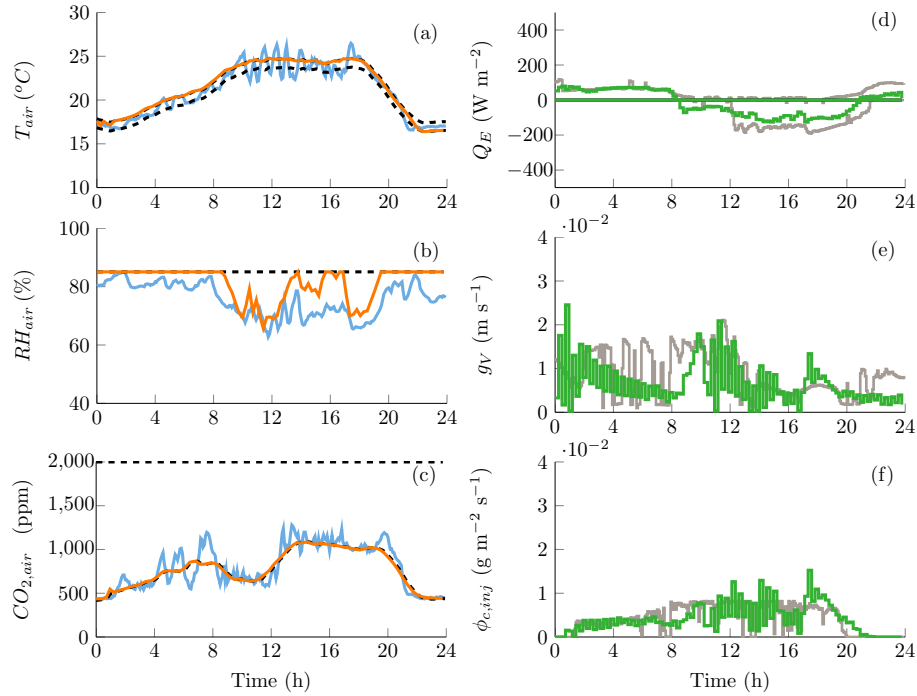 30
25
20
15
10
T_air (°C)
(a)
0 4 8 12 16 20 24
100
80
60
40
RH_air (%)
(b)
0 4 8 12 16 20 24
2,000
1,500
1,000
500
0
CO_2,air (ppm)
(c)
0 4 8 12 16 20 24
Time (h)
400
200
0
−200
−400
Q_E (W m⁻²)
(d)
0 4 8 12 16 20 24
·10⁻²
4
3
2
1
0
g_V (m s⁻¹)
(e)
0 4 8 12 16 20 24
·10⁻²
4
3
2
1
0
ϕ_c,inj (g m⁻² s⁻¹)
(f)
0 4 8 12 16 20 24
Time (h)